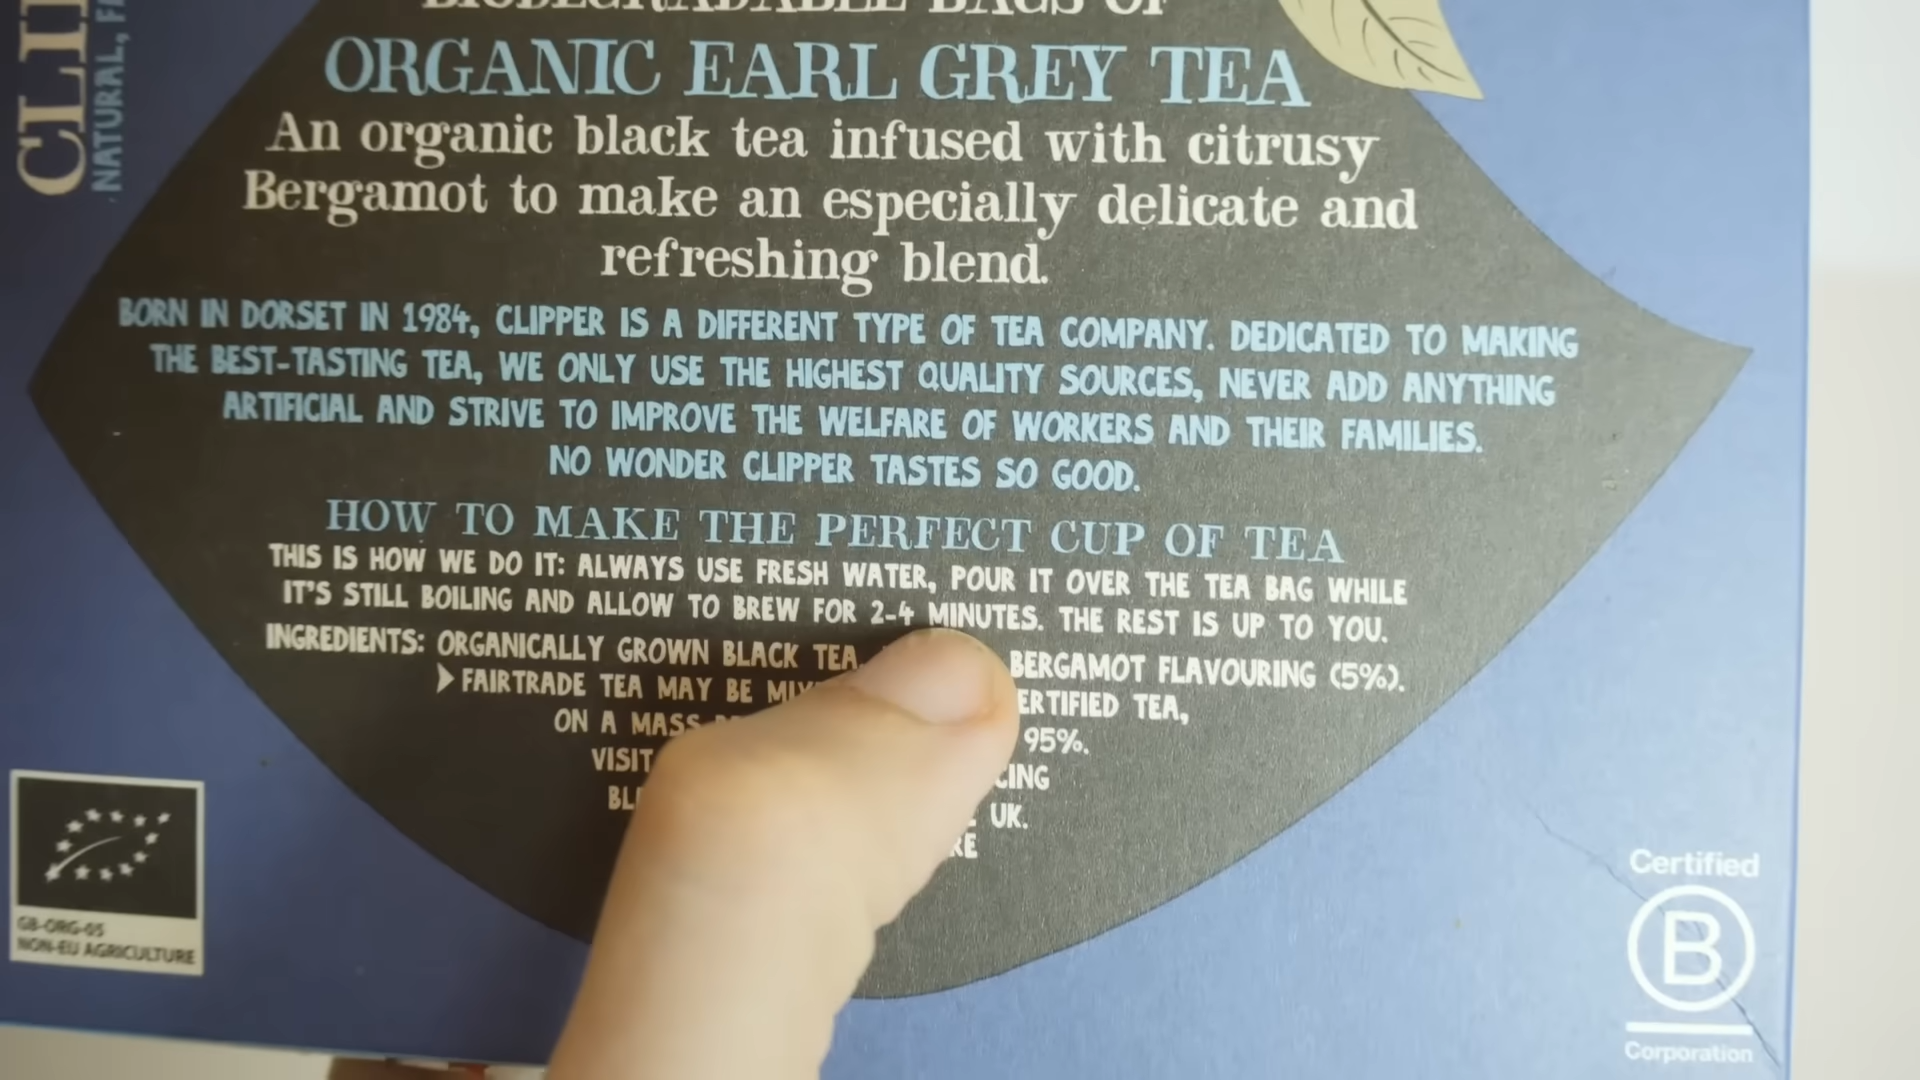 CLI
NATURAL, FA
BIODEGRADABLE BAGS OF
ORGANIC EARL GREY TEA
An organic black tea infused with citrusy
Bergamot to make an especially delicate and
refreshing blend.
BORN IN DORSET IN 1984, CLIPPER IS A DIFFERENT TYPE OF TEA COMPANY. DEDICATED TO MAKING
THE BEST-TASTING TEA, WE ONLY USE THE HIGHEST QUALITY SOURCES, NEVER ADD ANYTHING
ARTIFICIAL AND STRIVE TO IMPROVE THE WELFARE OF WORKERS AND THEIR FAMILIES.
NO WONDER CLIPPER TASTES SO GOOD.
HOW TO MAKE THE PERFECT CUP OF TEA
THIS IS HOW WE DO IT: ALWAYS USE FRESH WATER, POUR IT OVER THE TEA BAG WHILE
IT'S STILL BOILING AND ALLOW TO BREW FOR 2-4 MINUTES. THE REST IS UP TO YOU.
INGREDIENTS: ORGANICALLY GROWN BLACK TEA, BERGAMOT FLAVOURING (5%).
FAIRTRADE TEA MAY BE ERTIFIED TEA,
ON A MASS 95%.
VISIT CING
BL UK.
RE
GB-ORG-05
NON-EU AGRICULTURE
Certified
B
Corporation